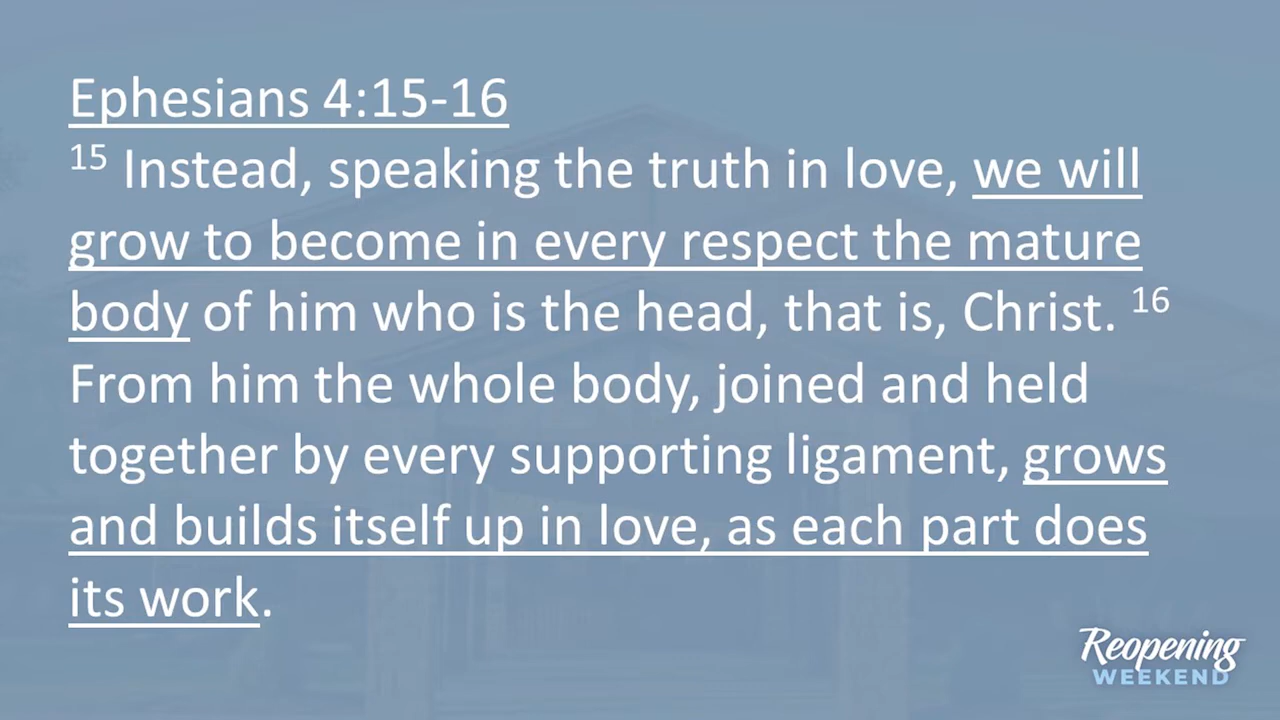 Ephesians 4:15-16
15 Instead, speaking the truth in love, we will
grow to become in every respect the mature
body of him who is the head, that is, Christ. 16
From him the whole body, joined and held
together by every supporting ligament, grows
and builds itself up in love, as each part does
its work.
Reopening
WEEKEND